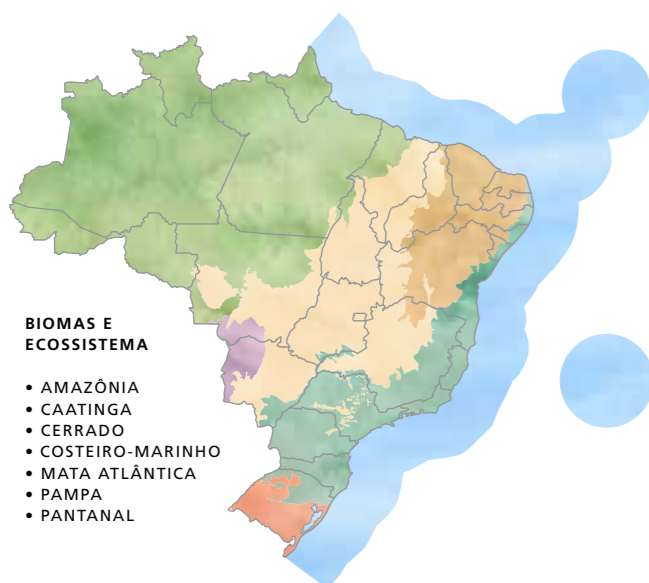 BIOMAS E
ECOSSISTEMA
• AMAZÔNIA
• CAATINGA
• CERRADO
• COSTEIRO-MARINHO
• MATA ATLÂNTICA
• PAMPA
• PANTANAL